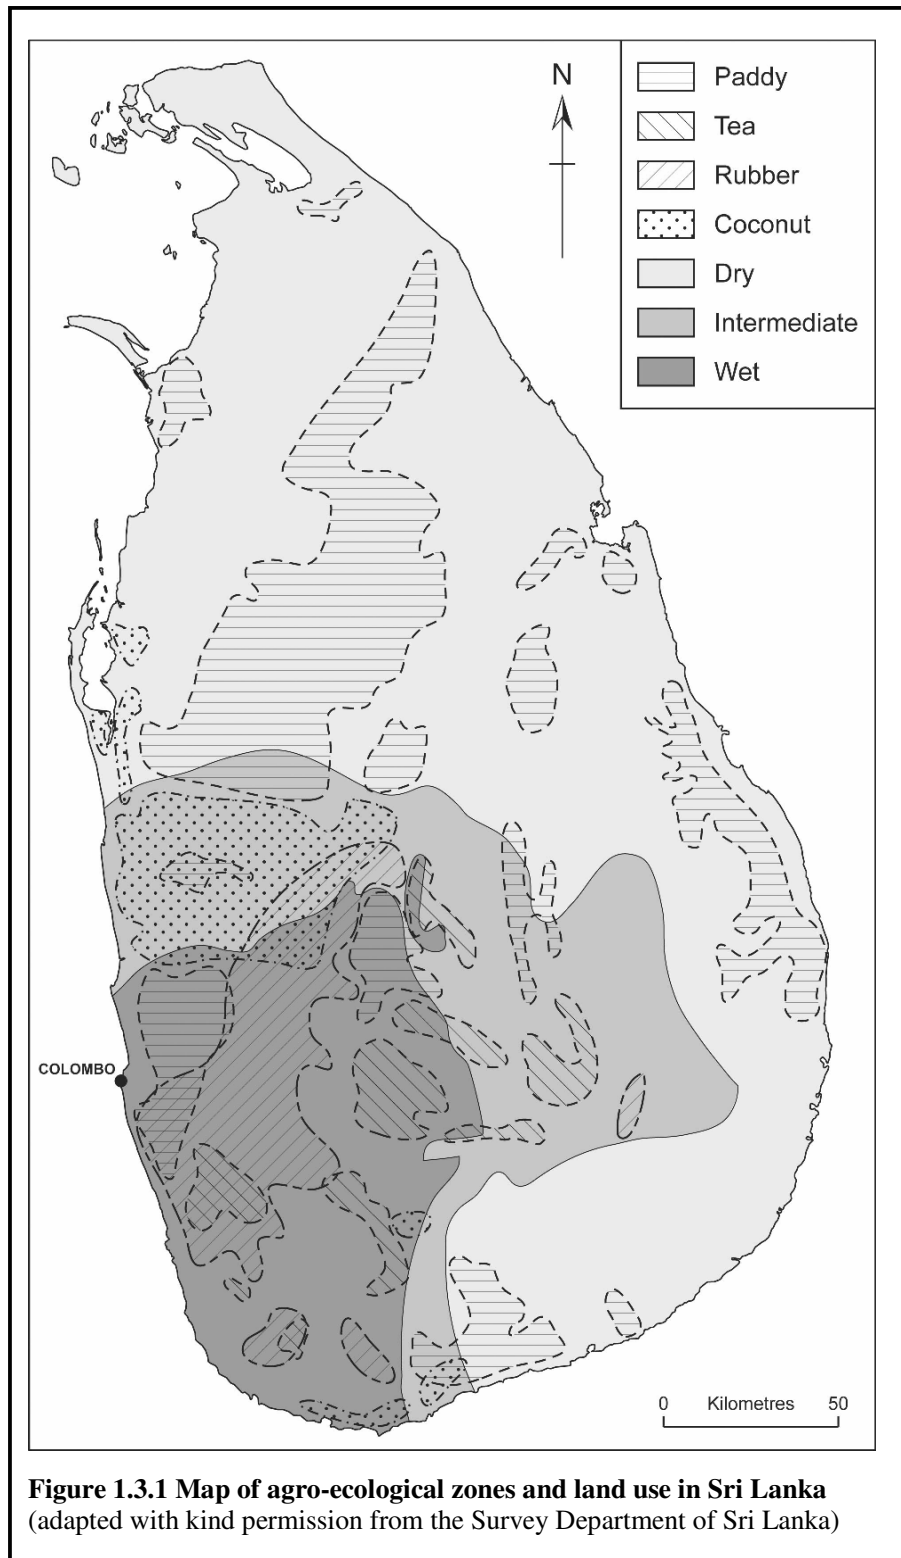 N
Paddy
Tea
Rubber
Coconut
Dry
Intermediate
Wet
COLOMBO
0 Kilometres 50
Figure 1.3.1 Map of agro-ecological zones and land use in Sri Lanka
(adapted with kind permission from the Survey Department of Sri Lanka)